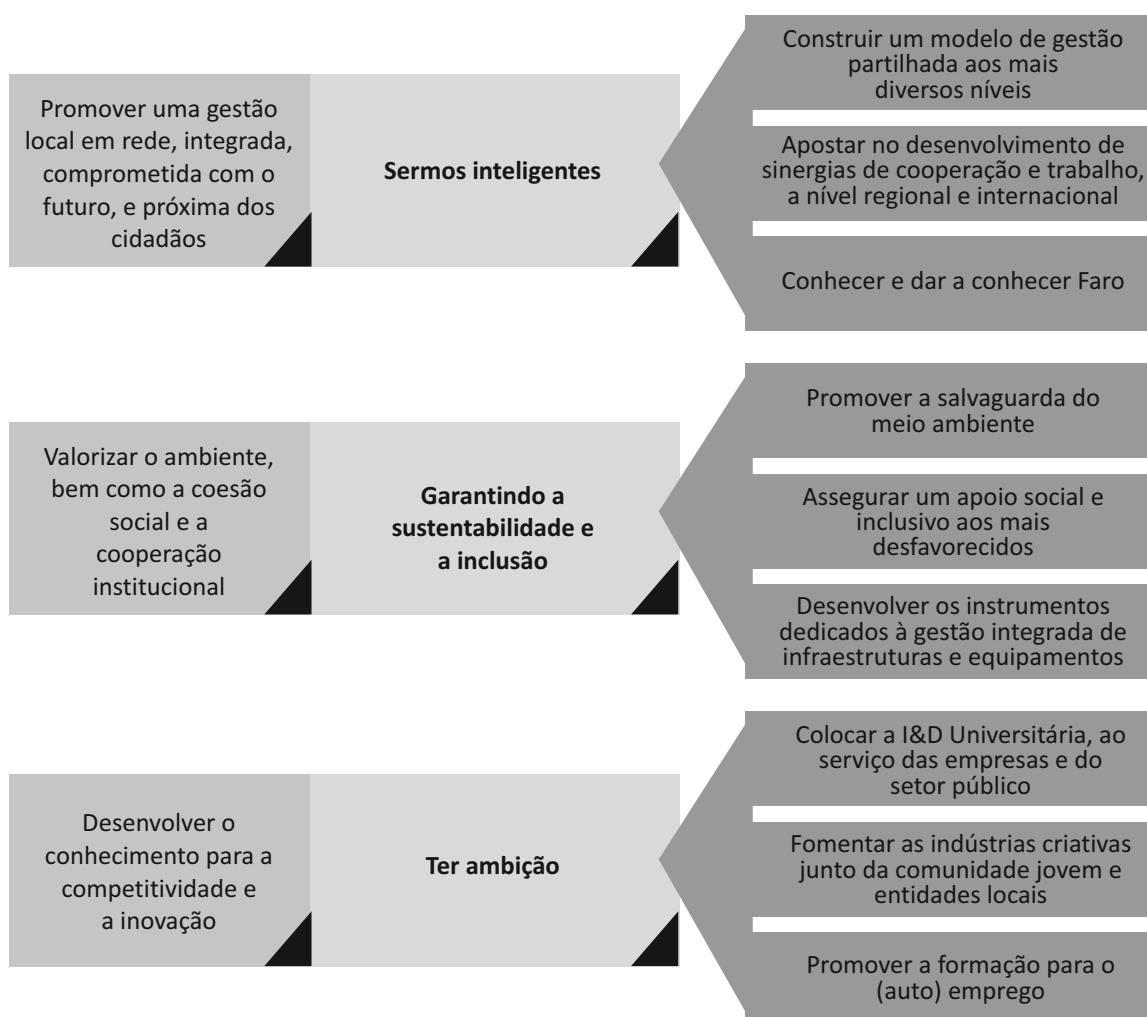 Promover uma gestão
local em rede, integrada,
comprometida com o
futuro, e próxima dos
cidadãos
Sermos inteligentes
Construir um modelo de gestão
partilhada aos mais
diversos níveis
Apostar no desenvolvimento de
sinergias de cooperação e trabalho,
a nível regional e internacional
Conhecer e dar a conhecer Faro
Valorizar o ambiente,
bem como a coesão
social e a
cooperação
institucional
Garantindo a
sustentabilidade e
a inclusão
Promover a salvaguarda do
meio ambiente
Assegurar um apoio social e
inclusivo aos mais
desfavorecidos
Desenvolver os instrumentos
dedicados à gestão integrada de
infraestruturas e equipamentos
Desenvolver o
conhecimento para a
competitividade e
a inovação
Ter ambição
Colocar a I&D Universitária, ao
serviço das empresas e do
setor público
Fomentar as indústrias criativas
junto da comunidade jovem e
entidades locais
Promover a formação para o
(auto) emprego